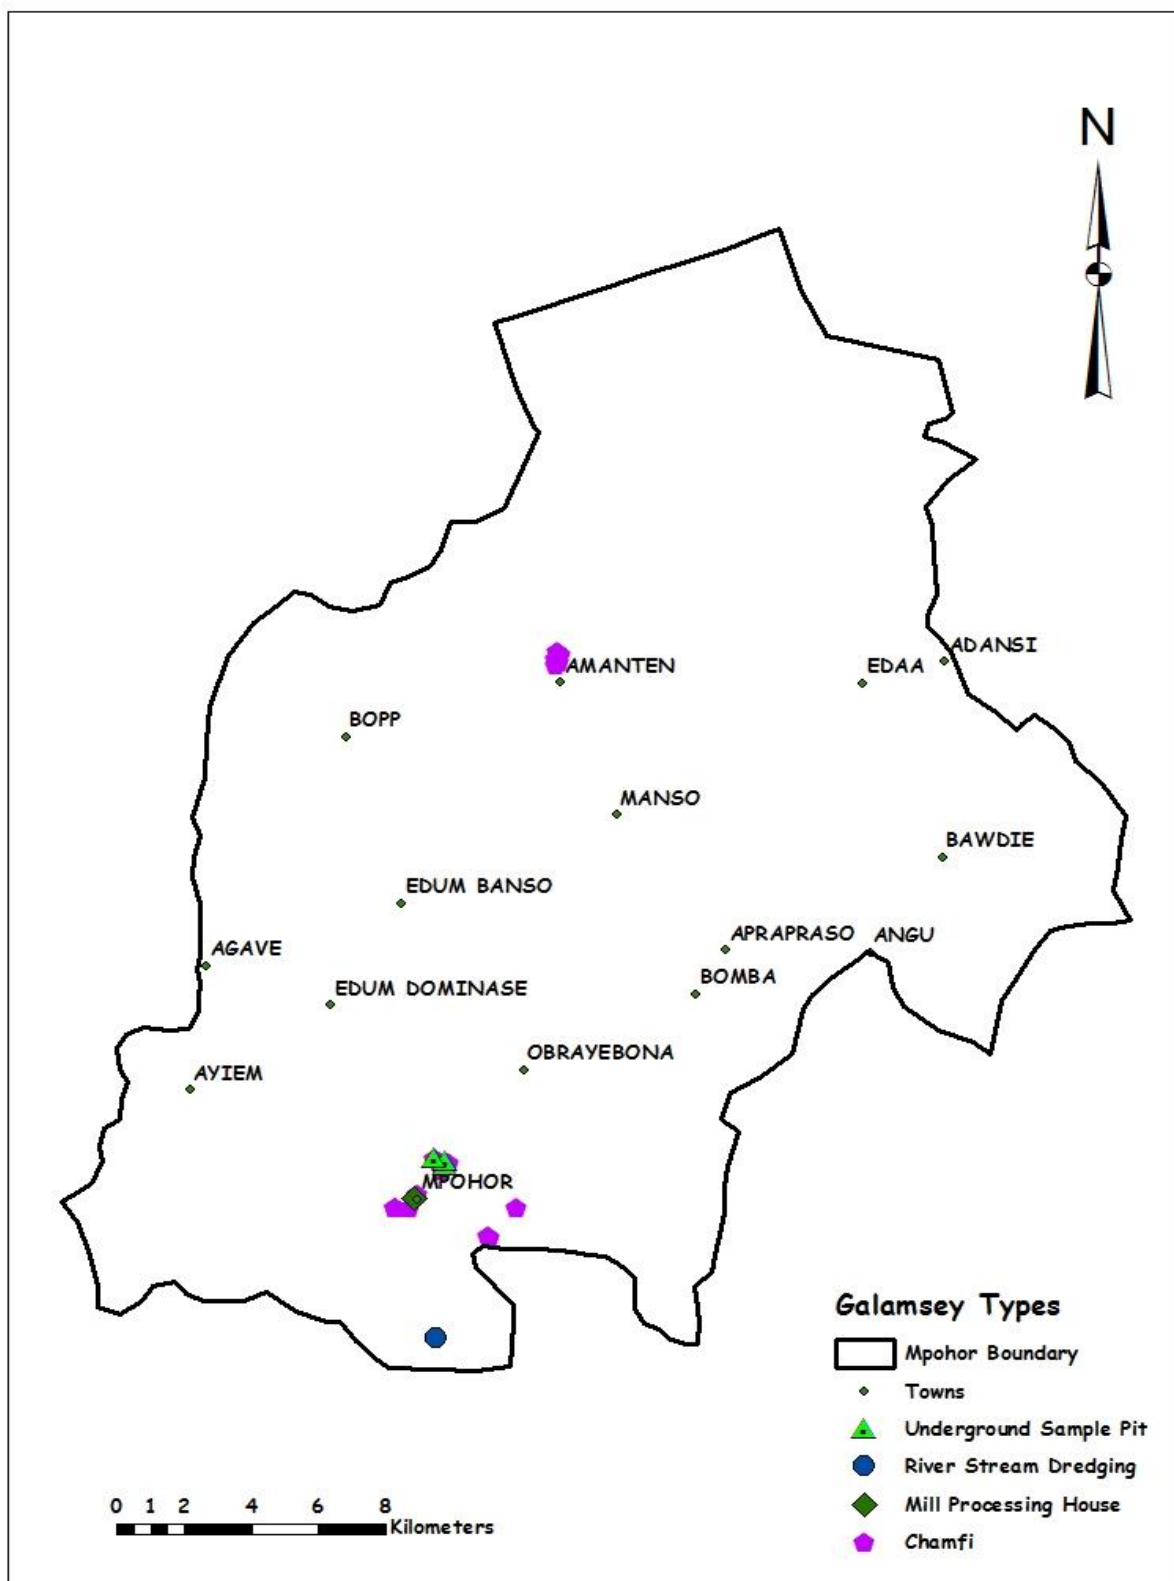 N
ADANSI
AMANTEN
EDAA
BOPP
MANSO
BAWDIE
EDUM BANSO
APRAPRASO
ANGU
AGAVE
BOMBA
EDUM DOMINASE
OBRAYEBONA
AYIEM
MPOHOR
Galamsey Types
Mpohor Boundary
Towns
Underground Sample Pit
River Stream Dredging
Mill Processing House
Chamfi
0 1 2 4 6 8
Kilometers